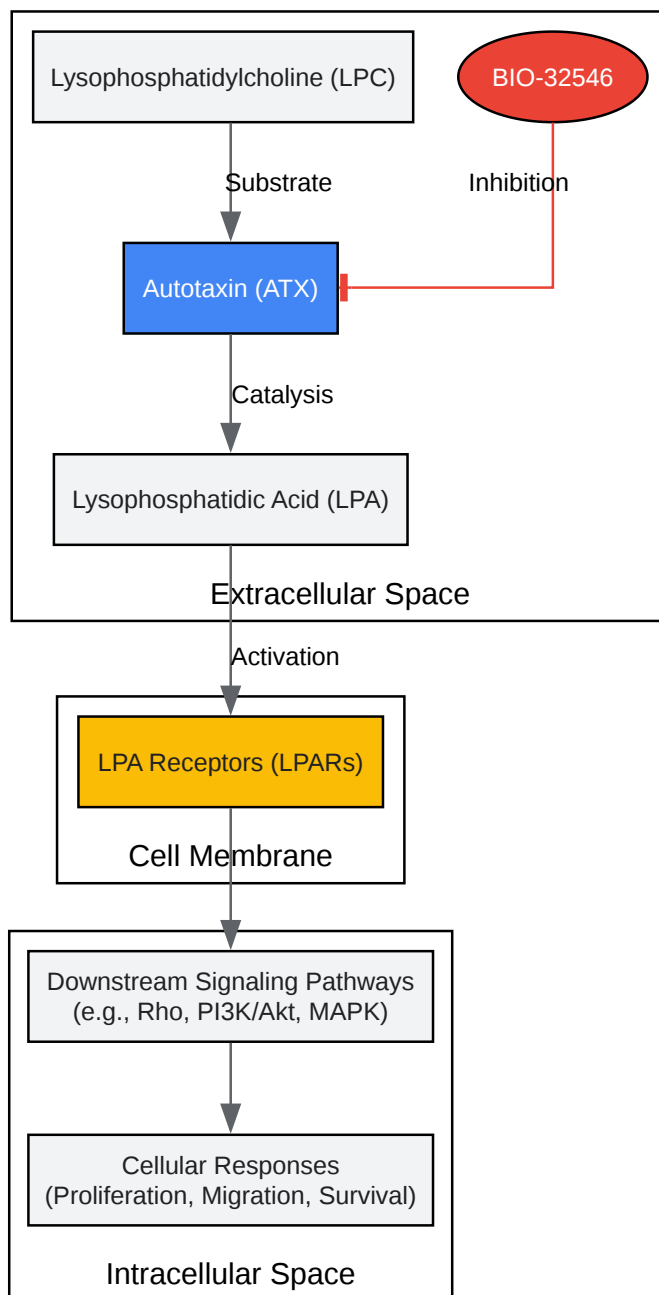 Lysophosphatidylcholine (LPC)
BIO-32546
Substrate
Inhibition
Autotaxin (ATX)
Catalysis
Lysophosphatidic Acid (LPA)
Extracellular Space
Activation
LPA Receptors (LPARs)
Cell Membrane
Downstream Signaling Pathways
(e.g., Rho, PI3K/Akt, MAPK)
Cellular Responses
(Proliferation, Migration, Survival)
Intracellular Space